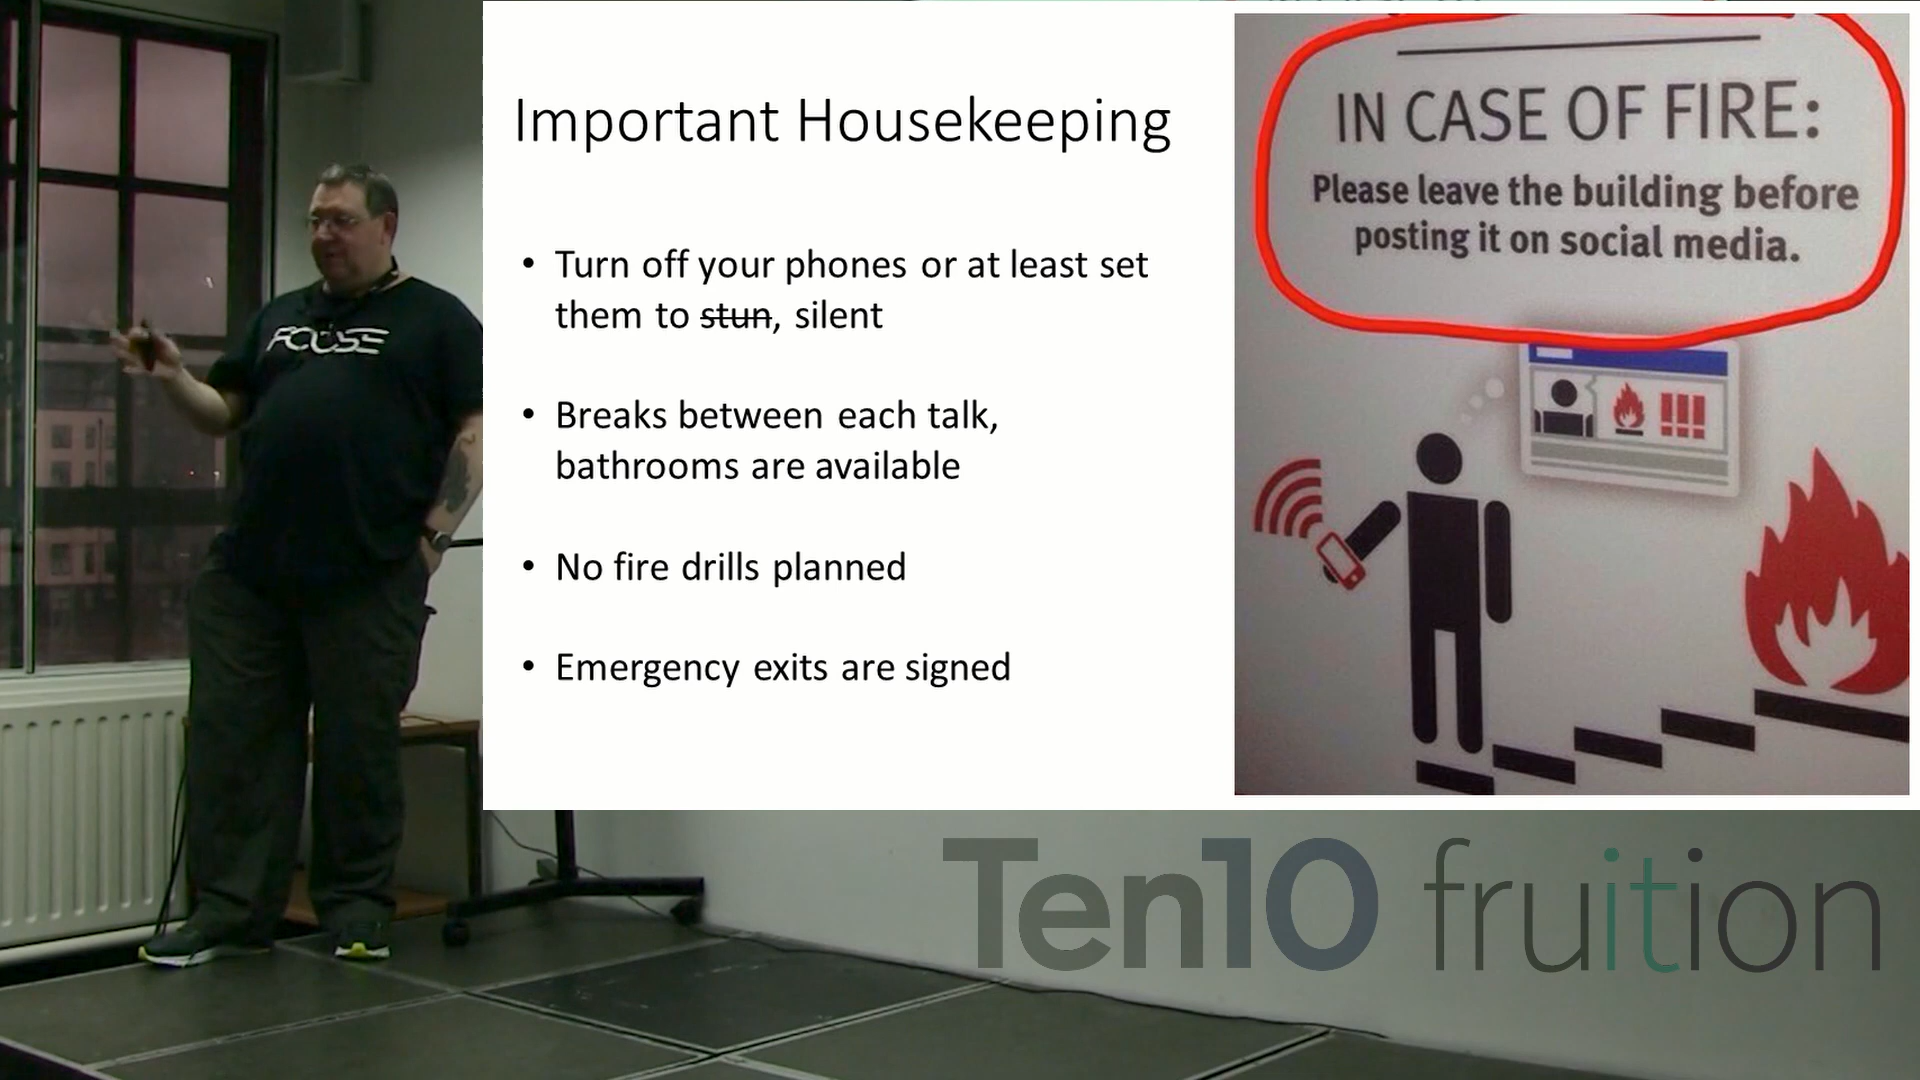 Important Housekeeping
• Turn off your phones or at least set
them to stun, silent
• Breaks between each talk,
bathrooms are available
• No fire drills planned
• Emergency exits are signed
IN CASE OF FIRE:
Please leave the building before
posting it on social media.
!!!
FOOSE
Ten10 fruition